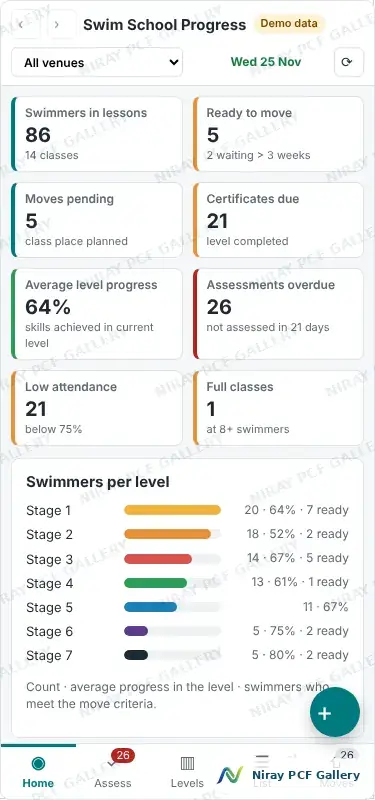 Swim School Progress
Demo data
All venues
Wed 25 Nov
Swimmers in lessons
86
14 classes
Ready to move
5
2 waiting > 3 weeks
Moves pending
5
class place planned
Certificates due
21
level completed
Average level progress
64%
skills achieved in current
level
Assessments overdue
26
not assessed in 21 days
Low attendance
21
below 75%
Full classes
1
at 8+ swimmers
Swimmers per level
Stage 1 20 · 64% · 7 ready
Stage 2 18 · 52% · 2 ready
Stage 3 14 · 67% · 5 ready
Stage 4 13 · 61% · 1 ready
Stage 5 11 · 67%
Stage 6 5 · 75% · 2 ready
Stage 7 5 · 80% · 2 ready
Count · average progress in the level · swimmers who
meet the move criteria.
+
26
26
Home
Assess
Levels
List
Moves
Niray PCF Gallery
NIRAY PCF GALLERY